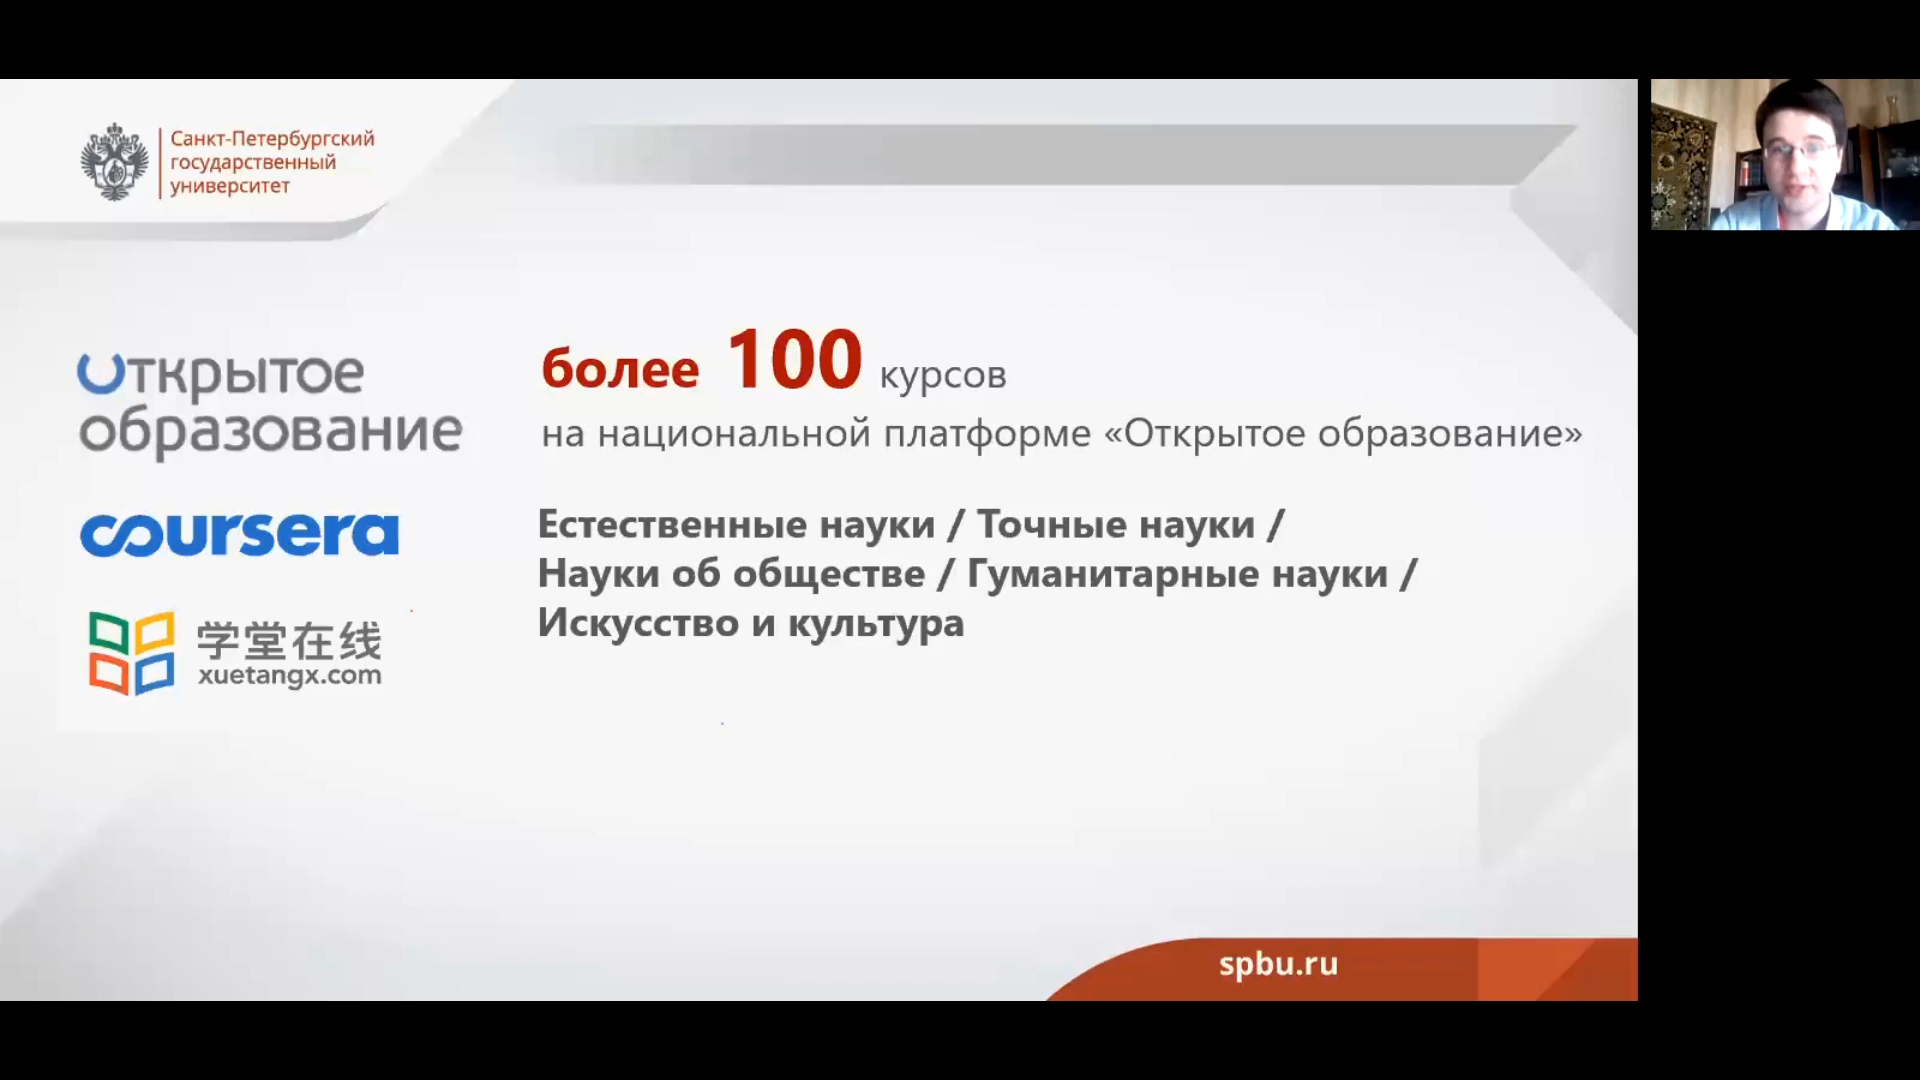 Санкт-Петербургский
государственный
университет
Открытое
образование
coursera
学堂在线
xuetangx.com
более 100 курсов
на национальной платформе «Открытое образование»
Естественные науки / Точные науки /
Науки об обществе / Гуманитарные науки /
Искусство и культура
spbu.ru